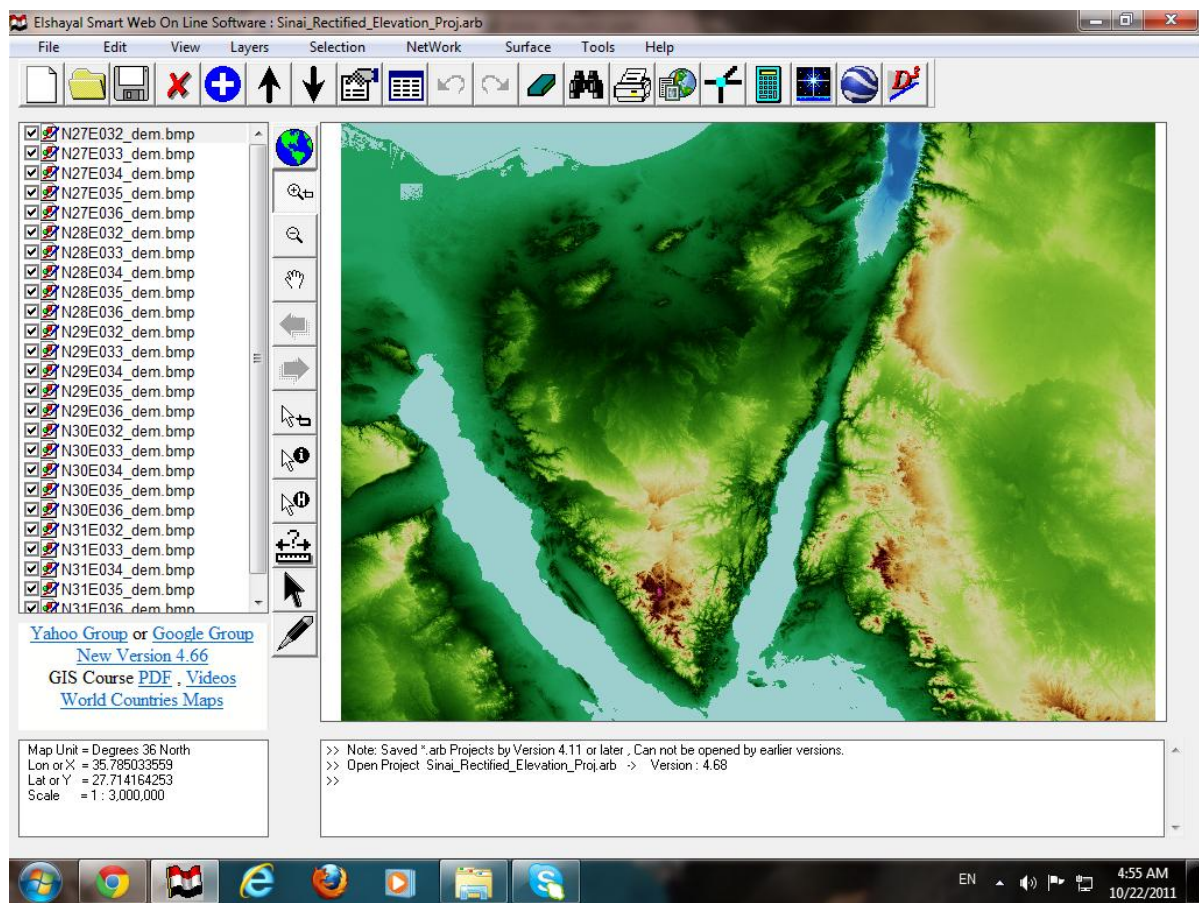 Elshayal Smart Web On Line Software : Sinai_Rectified_Elevation_Proj.arb
File Edit View Layers Selection NetWork Surface Tools Help
N27E032_dem.bmp
N27E033_dem.bmp
N27E034_dem.bmp
N27E035_dem.bmp
N27E036_dem.bmp
N28E032_dem.bmp
N28E033_dem.bmp
N28E034_dem.bmp
N28E035_dem.bmp
N28E036_dem.bmp
N29E032_dem.bmp
N29E033_dem.bmp
N29E034_dem.bmp
N29E035_dem.bmp
N29E036_dem.bmp
N30E032_dem.bmp
N30E033_dem.bmp
N30E034_dem.bmp
N30E035_dem.bmp
N30E036_dem.bmp
N31E032_dem.bmp
N31E033_dem.bmp
N31E034_dem.bmp
N31E035_dem.bmp
N31E036_dem.bmp
Yahoo Group or Google Group
New Version 4.66
GIS Course PDF , Videos
World Countries Maps
Map Unit = Degrees 36 North
Lon or X = 35.785033559
Lat or Y = 27.714164253
Scale = 1 : 3,000,000
>> Note: Saved *.arb Projects by Version 4.11 or later , Can not be opened by earlier versions.
>> Open Project Sinai_Rectified_Elevation_Proj.arb -> Version : 4.68
>>
EN
4:55 AM
10/22/2011